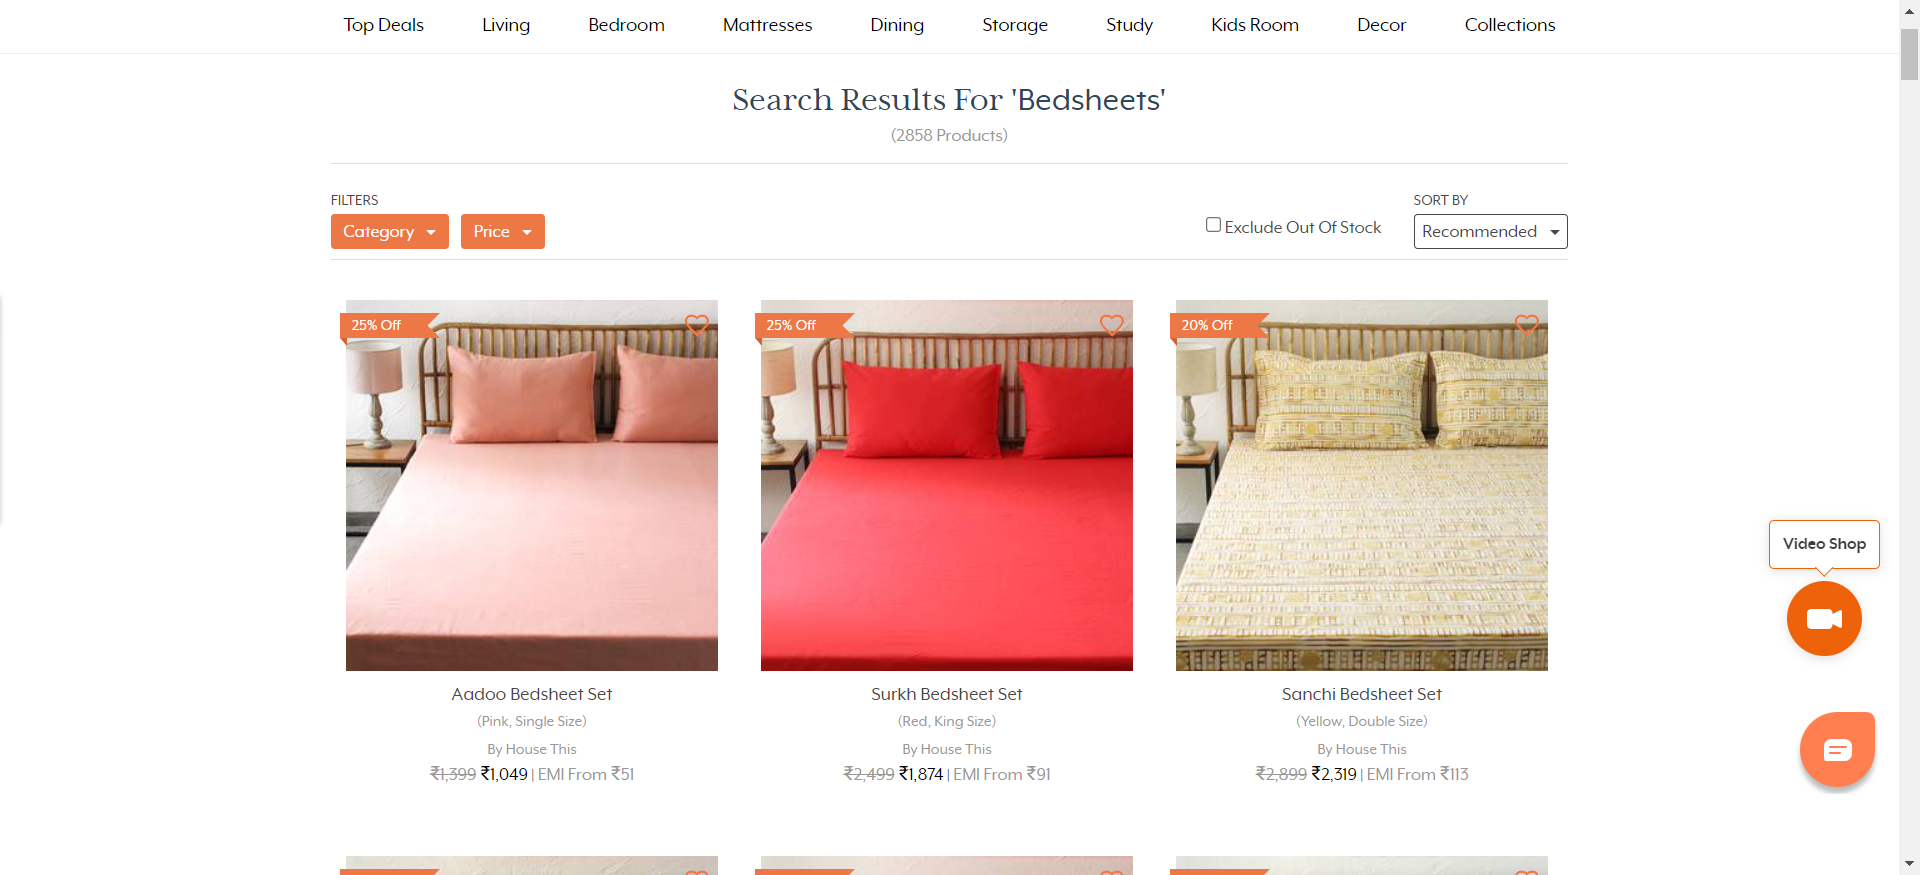 Top Deals Living Bedroom Mattresses Dining Storage Study Kids Room Decor Collections
Search Results For 'Bedsheets'
(2858 Products)
FILTERS
Category Price
Exclude Out Of Stock
SORT BY
Recommended
25% Off
25% Off
20% Off
Aadoo Bedsheet Set
(Pink, Single Size)
By House This
₹1,399 ₹1,049 | EMI From ₹51
Surkh Bedsheet Set
(Red, King Size)
By House This
₹2,499 ₹1,874 | EMI From ₹91
Sanchi Bedsheet Set
(Yellow, Double Size)
By House This
₹2,899 ₹2,319 | EMI From ₹113
Video Shop